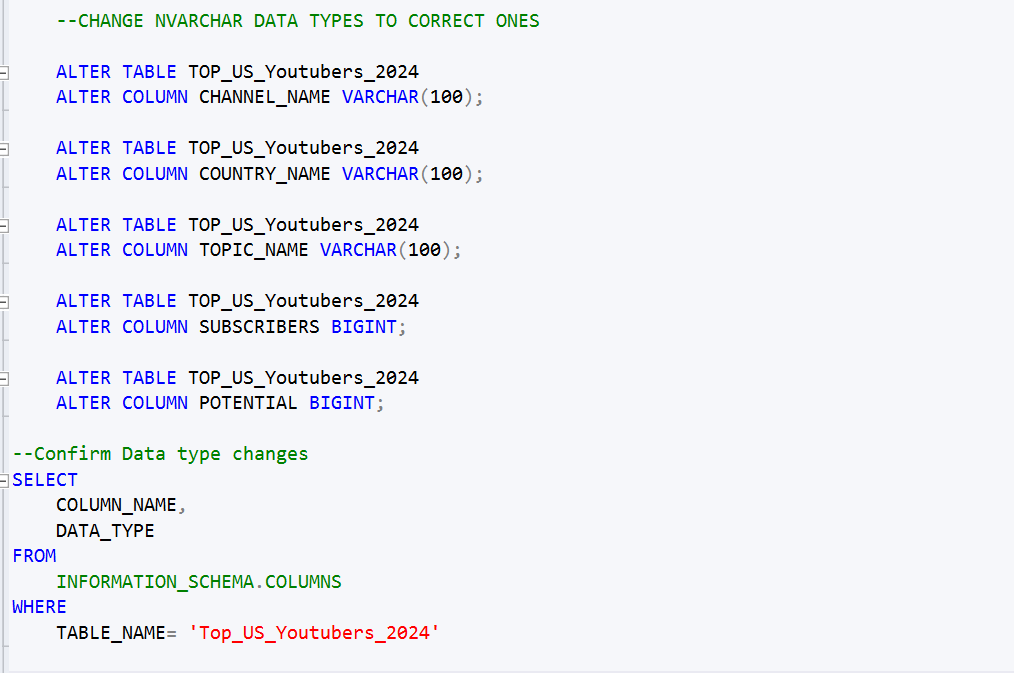 --CHANGE NVARCHAR DATA TYPES TO CORRECT ONES
ALTER TABLE TOP_US_Youtubers_2024
ALTER COLUMN CHANNEL_NAME VARCHAR(100);
ALTER TABLE TOP_US_Youtubers_2024
ALTER COLUMN COUNTRY_NAME VARCHAR(100);
ALTER TABLE TOP_US_Youtubers_2024
ALTER COLUMN TOPIC_NAME VARCHAR(100);
ALTER TABLE TOP_US_Youtubers_2024
ALTER COLUMN SUBSCRIBERS BIGINT;
ALTER TABLE TOP_US_Youtubers_2024
ALTER COLUMN POTENTIAL BIGINT;
--Confirm Data type changes
SELECT
COLUMN_NAME,
DATA_TYPE
FROM
INFORMATION_SCHEMA.COLUMNS
WHERE
TABLE_NAME= 'Top_US_Youtubers_2024'